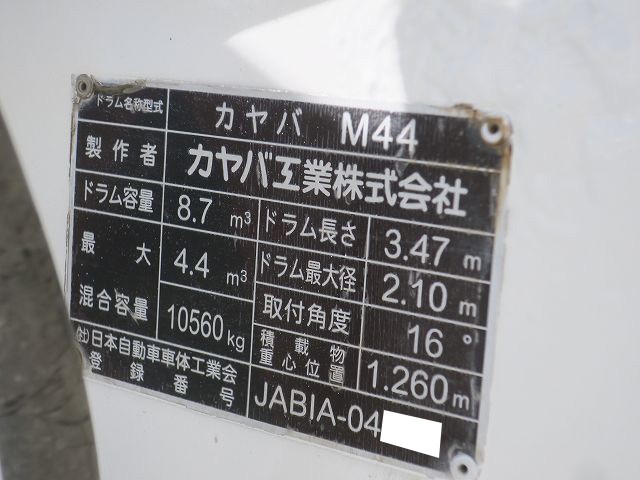 ドラム名称型式 カヤバ M44
製作者 カヤバ工業株式会社
ドラム容量 8.7 m³ ドラム長さ 3.47 m
最大混合容量 4.4 m³ ドラム最大径 2.10 m
10560 kg 取付角度 16°
積載物重心位置 1.260 m
(社)日本自動車車体工業会
登録番号 JABIA-04